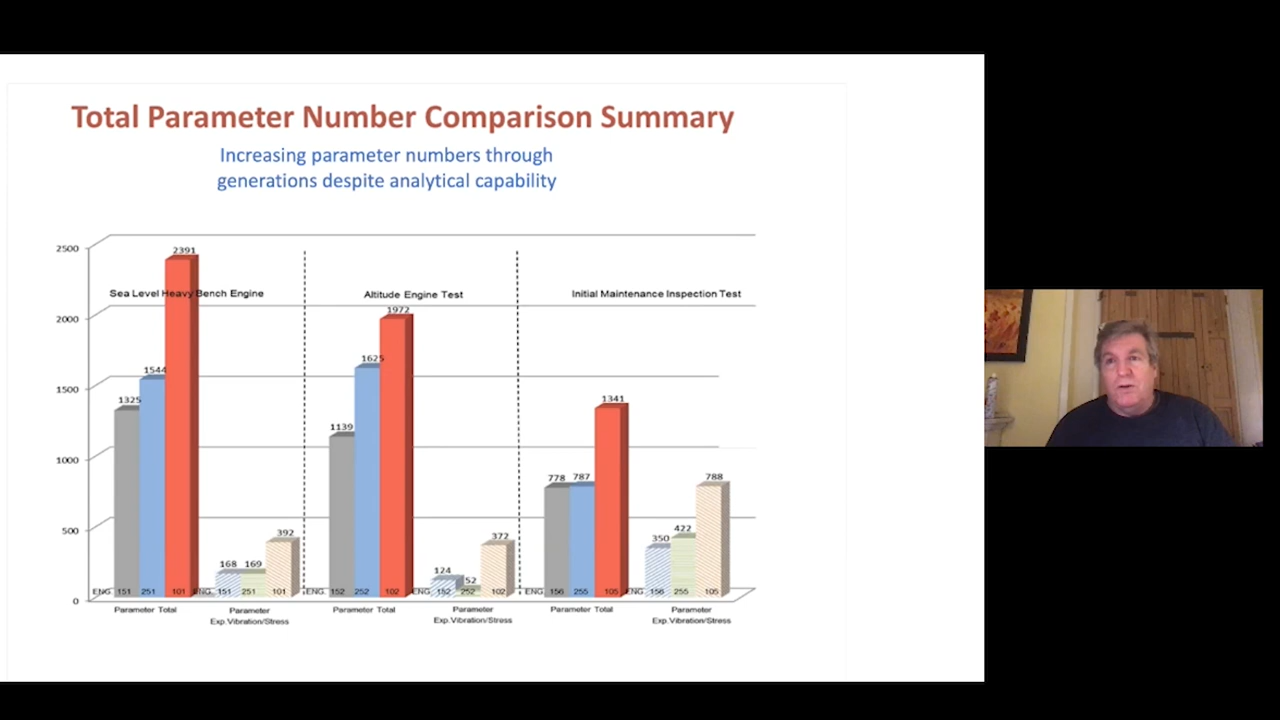 Total Parameter Number Comparison Summary
Increasing parameter numbers through
generations despite analytical capability
2500
2000
1500
1000
500
0
Sea Level Heavy Bench Engine
Altitude Engine Test
Initial Maintenance Inspection Test
1325
1544
2391
168
169
392
1139
1625
1972
124
52
372
778
787
1341
350
422
788
ENG. 151 251 101 ENG. 151 251 101 ENG. 152 252 102 ENG. 152 252 102 ENG. 156 255 105 ENG. 156 255 105
Parameter Total
Parameter
Exp.Vibration/Stress
Parameter Total
Parameter
Exp.Vibration/Stress
Parameter Total
Parameter
Exp.Vibration/Stress